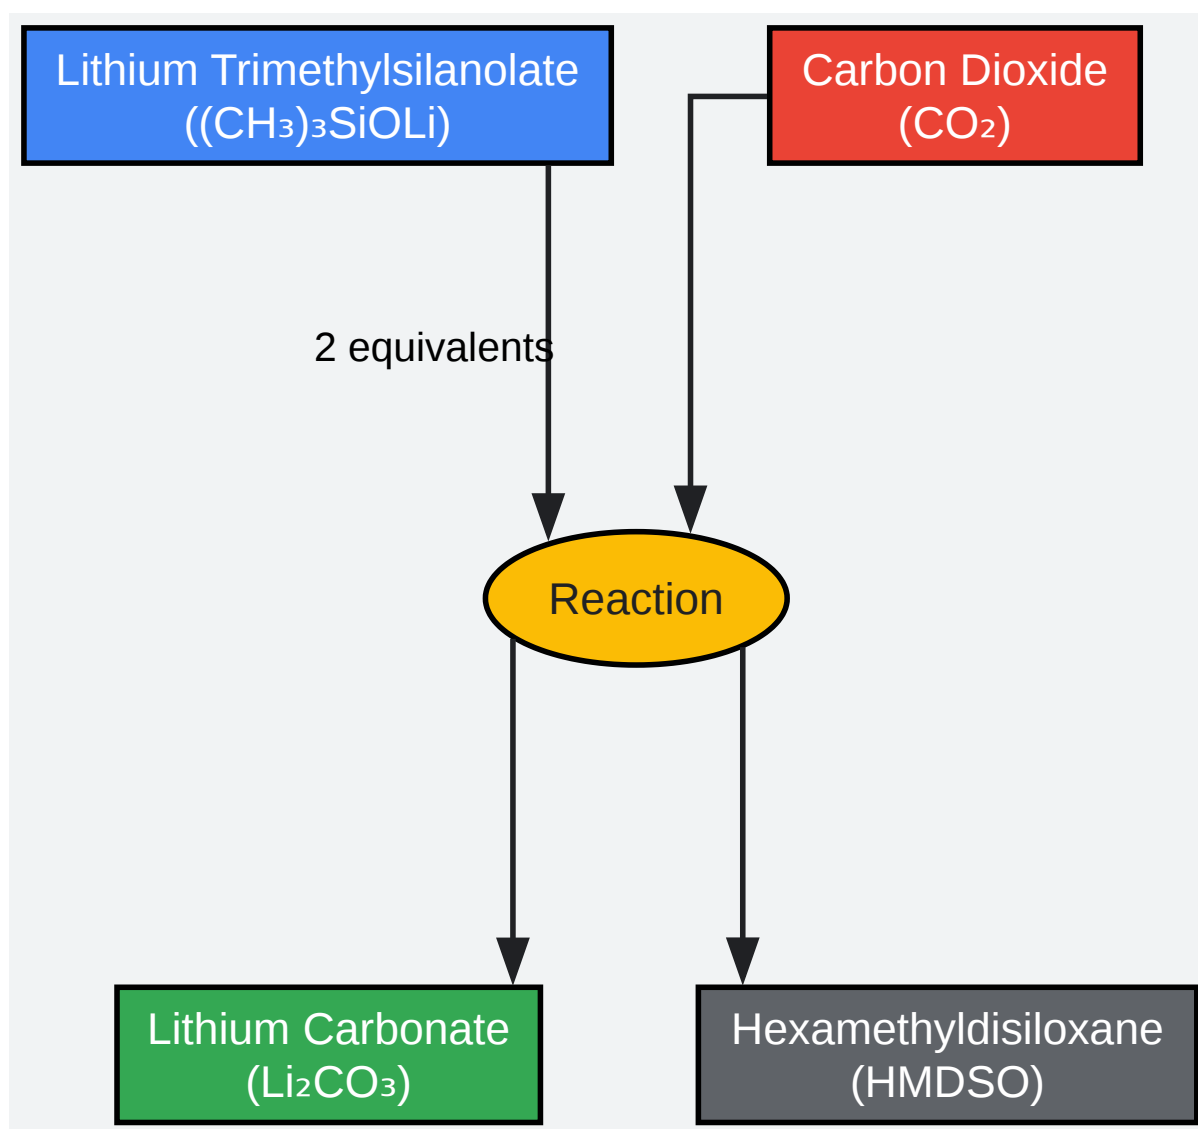 Lithium Trimethylsilanolate
((CH₃)₃SiOLi)
Carbon Dioxide
(CO₂)
2 equivalents
Reaction
Lithium Carbonate
(Li₂CO₃)
Hexamethyldisiloxane
(HMDSO)